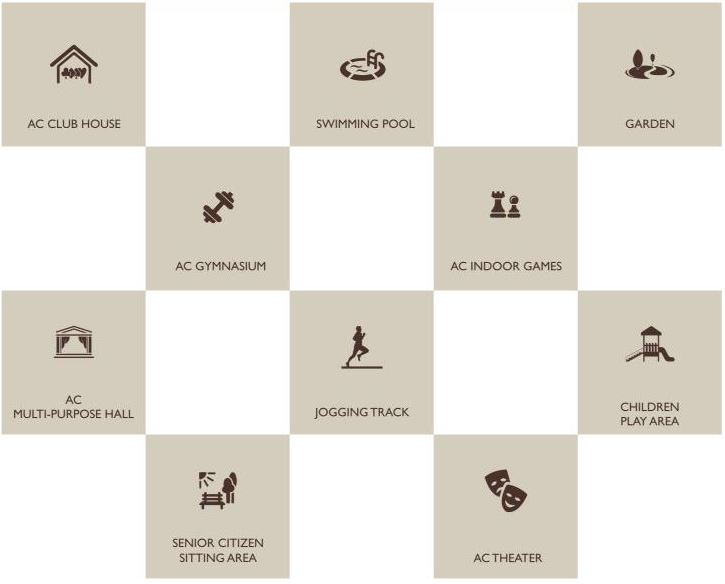 AC CLUB HOUSE
SWIMMING POOL
GARDEN
AC GYMNASIUM
AC INDOOR GAMES
AC
MULTI-PURPOSE HALL
JOGGING TRACK
CHILDREN
PLAY AREA
SENIOR CITIZEN
SITTING AREA
AC THEATER